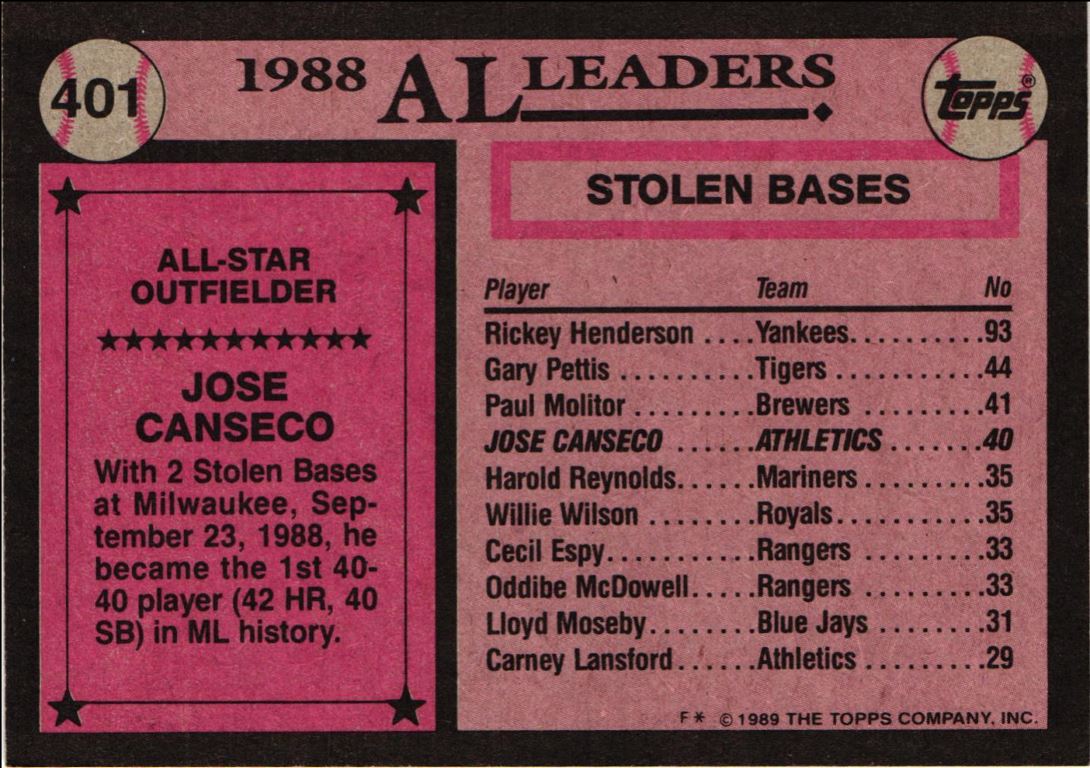 401
1988 AL LEADERS
Topps®
ALL-STAR
OUTFIELDER
JOSE
CANSECO
With 2 Stolen Bases
at Milwaukee, Sep-
tember 23, 1988, he
became the 1st 40-
40 player (42 HR, 40
SB) in ML history.
STOLEN BASES
Player Team No
Rickey Henderson ....Yankees..........93
Gary Pettis ..........Tigers ...........44
Paul Molitor .........Brewers .........41
JOSE CANSECO ......ATHLETICS .......40
Harold Reynolds......Mariners .........35
Willie Wilson ........Royals...........35
Cecil Espy...........Rangers .........33
Oddibe McDowell.....Rangers .........33
Lloyd Moseby........Blue Jays ........31
Carney Lansford......Athletics .........29
F* © 1989 THE TOPPS COMPANY, INC.